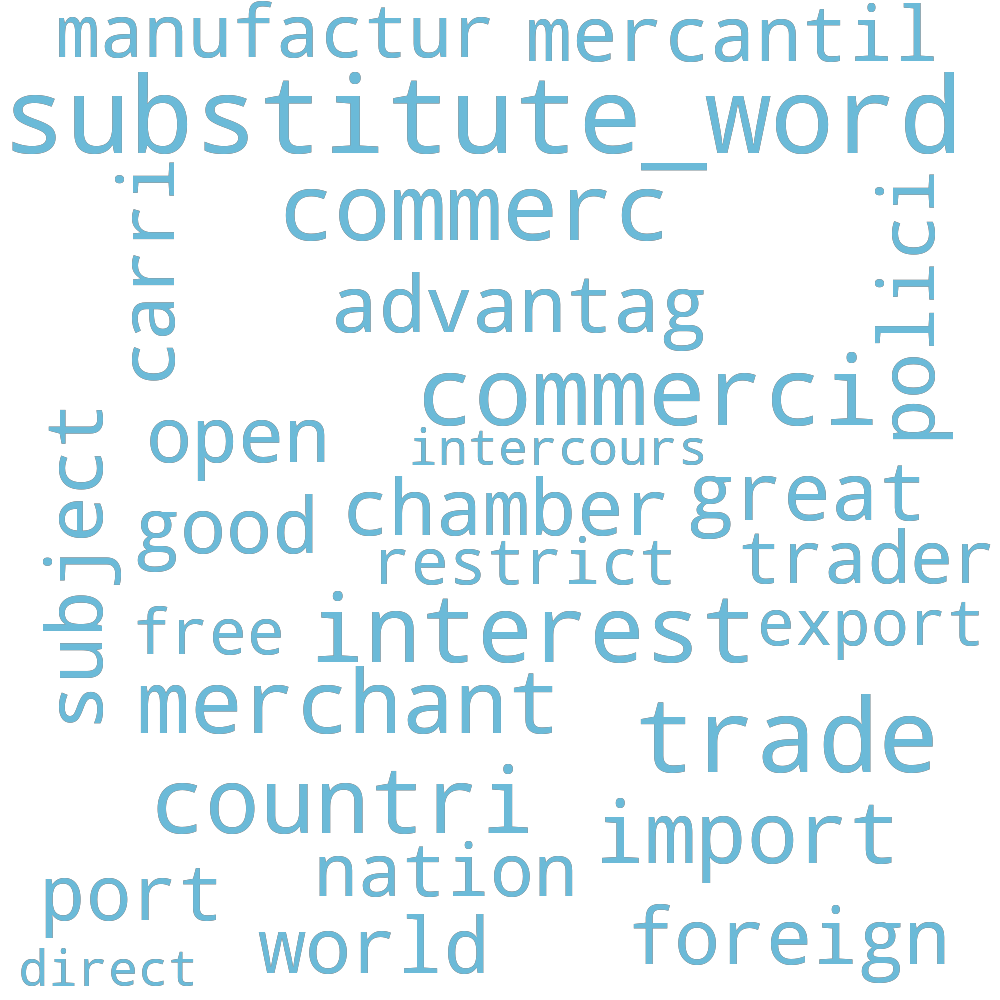 manufactur mercantil
substitute_word
carri commerc polici
advantag
commerci
subject open
intercours
good chamber great
restrict trader
free interest export
merchant
trade
countri
import
nation
port
world foreign
direct